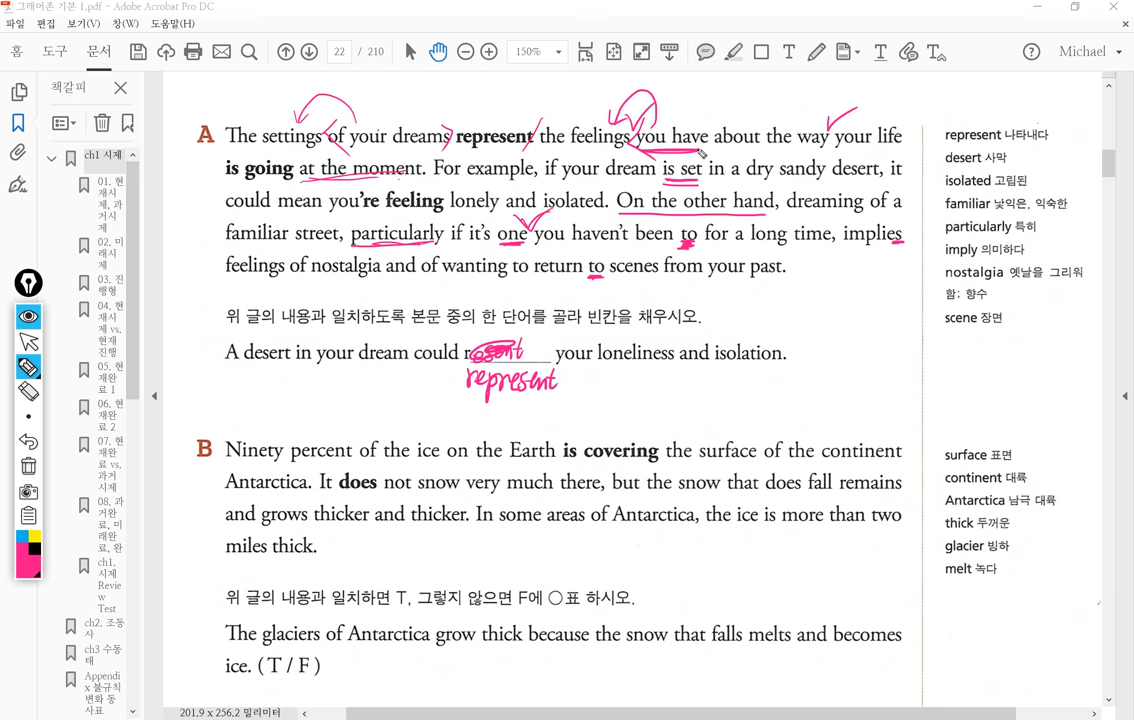 그래머존 기본 1.pdf - Adobe Acrobat Pro DC
파일 편집 보기(V) 창(W) 도움말(H)
홈 도구 문서 22 / 210 150% Michael
책갈피
ch1 시제
01. 현재시제, 과거시제
02. 미래시제
03. 진행형
04. 현재시제 vs. 현재진행
05. 현재완료 1
06. 현재완료 2
07. 현재완료 vs. 과거시제
08. 과거완료, 미래완료, 완
ch1. 시제 Review Test
ch2. 조동사
ch3 수동태
Appendix 불규칙 변화 동사표
A The settings of your dreams represent the feelings you have about the way your life
is going at the moment. For example, if your dream is set in a dry sandy desert, it
could mean you're feeling lonely and isolated. On the other hand, dreaming of a
familiar street, particularly if it's one you haven't been to for a long time, implies
feelings of nostalgia and of wanting to return to scenes from your past.
위 글의 내용과 일치하도록 본문 중의 한 단어를 골라 빈칸을 채우시오.
A desert in your dream could r________ your loneliness and isolation.
represent
represent 나타내다
desert 사막
isolated 고립된
familiar 낯익은, 익숙한
particularly 특히
imply 의미하다
nostalgia 옛날을 그리워
함; 향수
scene 장면
B Ninety percent of the ice on the Earth is covering the surface of the continent
Antarctica. It does not snow very much there, but the snow that does fall remains
and grows thicker and thicker. In some areas of Antarctica, the ice is more than two
miles thick.
위 글의 내용과 일치하면 T, 그렇지 않으면 F에 ○표 하시오.
The glaciers of Antarctica grow thick because the snow that falls melts and becomes
ice. ( T / F )
surface 표면
continent 대륙
Antarctica 남극 대륙
thick 두꺼운
glacier 빙하
melt 녹다
201.9 x 256.2 밀리미터